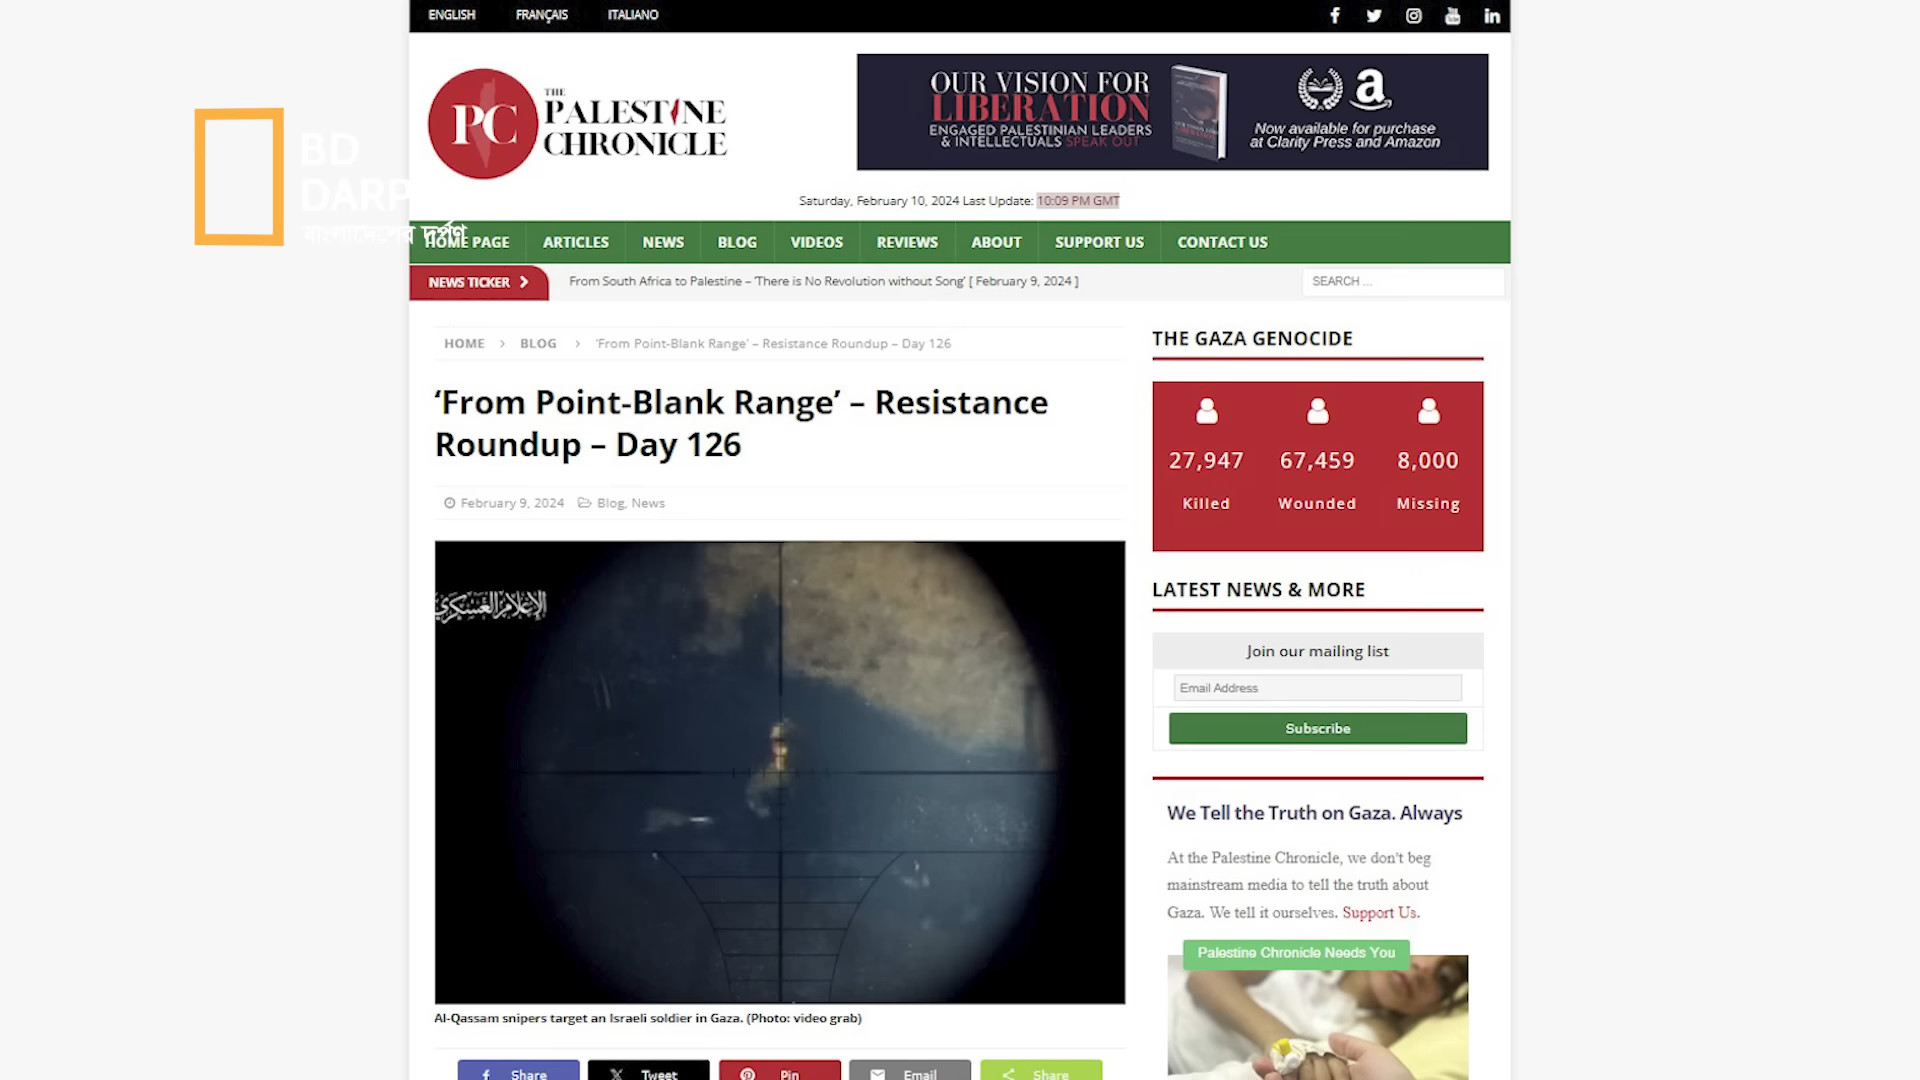 ENGLISH FRANÇAIS ITALIANO
PC THE PALESTINE CHRONICLE
OUR VISION FOR
LIBERATION
ENGAGED PALESTINIAN LEADERS
& INTELLECTUALS SPEAK OUT
Now available for purchase
at Clarity Press and Amazon
BD
DARP
বাংলাদেশের দর্পণ
Saturday, February 10, 2024 Last Update: 10:09 PM GMT
HOME PAGE ARTICLES NEWS BLOG VIDEOS REVIEWS ABOUT SUPPORT US CONTACT US
NEWS TICKER From South Africa to Palestine – 'There is No Revolution without Song' [ February 9, 2024 ] SEARCH ...
HOME > BLOG > 'From Point-Blank Range' – Resistance Roundup – Day 126
'From Point-Blank Range' – Resistance
Roundup – Day 126
February 9, 2024 Blog, News
الإعلام العسكري
Al-Qassam snipers target an Israeli soldier in Gaza. (Photo: video grab)
Share Tweet Pin Email Share
THE GAZA GENOCIDE
27,947 67,459 8,000
Killed Wounded Missing
LATEST NEWS & MORE
Join our mailing list
Email Address
Subscribe
We Tell the Truth on Gaza. Always
At the Palestine Chronicle, we don't beg
mainstream media to tell the truth about
Gaza. We tell it ourselves. Support Us.
Palestine Chronicle Needs You